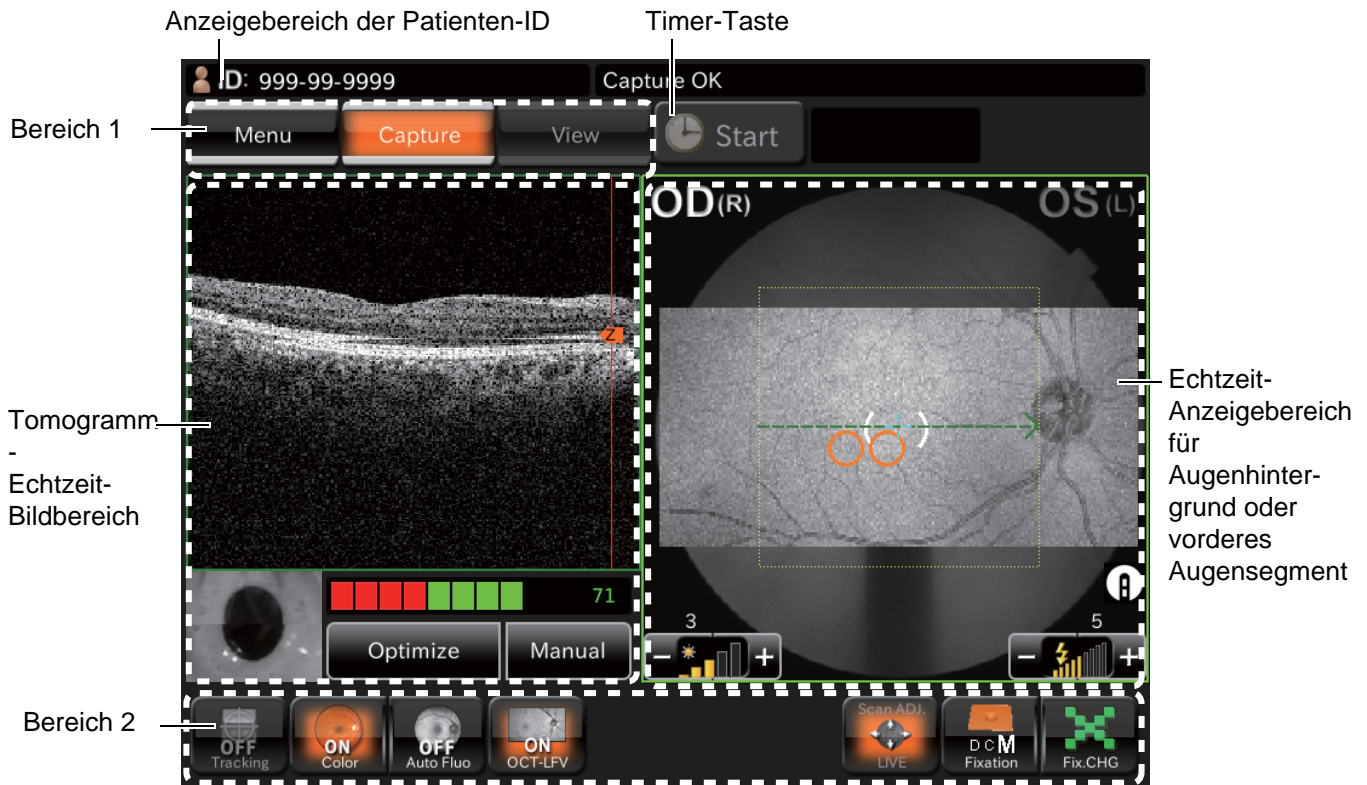 Anzeigebereich der Patienten-ID
Timer-Taste
ID: 999-99-9999
Capture OK
Bereich 1
Menu
Capture
View
Start
OD(R)
OS (L)
Z
Tomogramm
-
Echtzeit-
Bildbereich
Echtzeit-
Anzeigebereich
für
Augenhinter-
grund oder
vorderes
Augensegment
71
Optimize
Manual
3
- +
5
- +
Bereich 2
OFF
Tracking
ON
Color
OFF
Auto Fluo
ON
OCT-LFV
Scan ADJ.
LIVE
D C M
Fixation
Fix.CHG